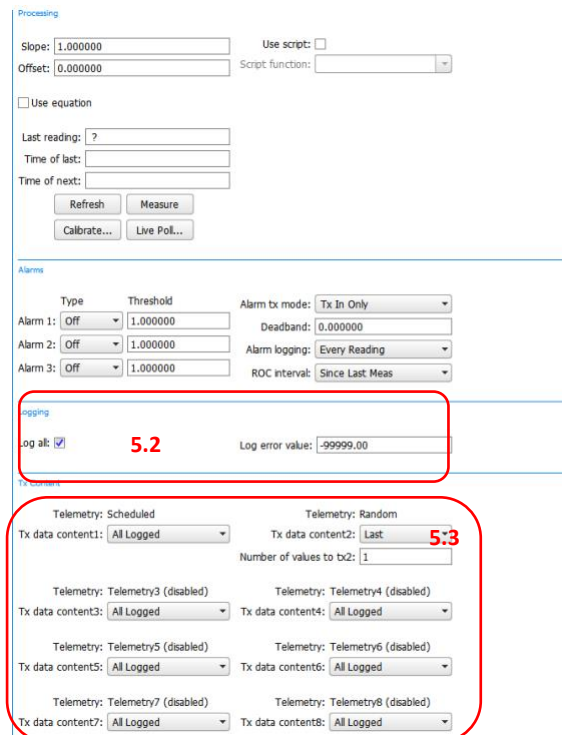 Processing
Slope: 1.000000 Use script:
Offset: 0.000000 Script function:
Use equation
Last reading: ?
Time of last:
Time of next:
Refresh Measure
Calibrate... Live Poll...
Alarms
Type Threshold Alarm tx mode: Tx In Only
Alarm 1: Off 1.000000 Deadband: 0.000000
Alarm 2: Off 1.000000 Alarm logging: Every Reading
Alarm 3: Off 1.000000 ROC interval: Since Last Meas
Logging
Log all: 5.2 Log error value: -99999.00
Tx Content
Telemetry: Scheduled Telemetry: Random
Tx data content1: All Logged Tx data content2: Last 5.3
Number of values to tx2: 1
Telemetry: Telemetry3 (disabled) Telemetry: Telemetry4 (disabled)
Tx data content3: All Logged Tx data content4: All Logged
Telemetry: Telemetry5 (disabled) Telemetry: Telemetry6 (disabled)
Tx data content5: All Logged Tx data content6: All Logged
Telemetry: Telemetry7 (disabled) Telemetry: Telemetry8 (disabled)
Tx data content7: All Logged Tx data content8: All Logged